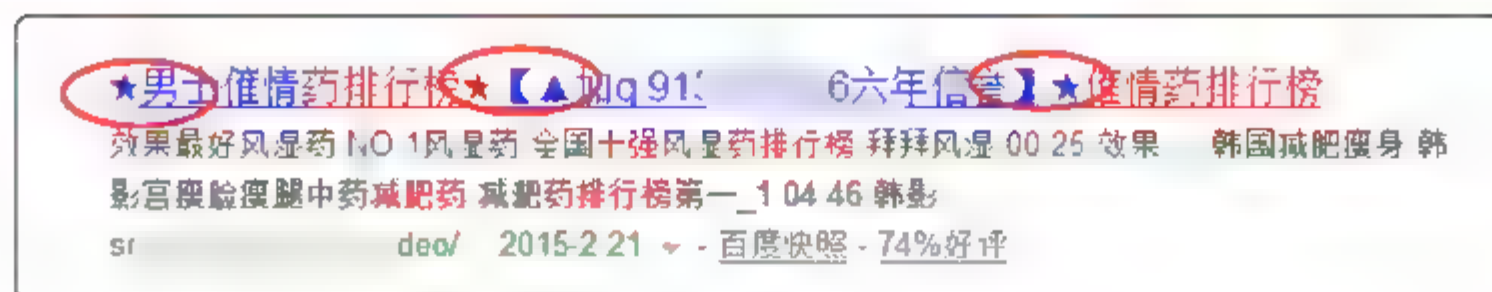 ★男士催情药排行榜★【▲加q 91 6六年信誉】★催情药排行榜
效果最好风湿药 NO 1风显药 全国十强风显药排行榜 拜拜风湿 00 25 效果 韩国减肥瘦身 韩
影宫瘦脸瘦腿中药减肥药 减肥药排行榜第一_1 04 46 韩影
sr deo/ 2015-2 21 - 百度快照 - 74%好评